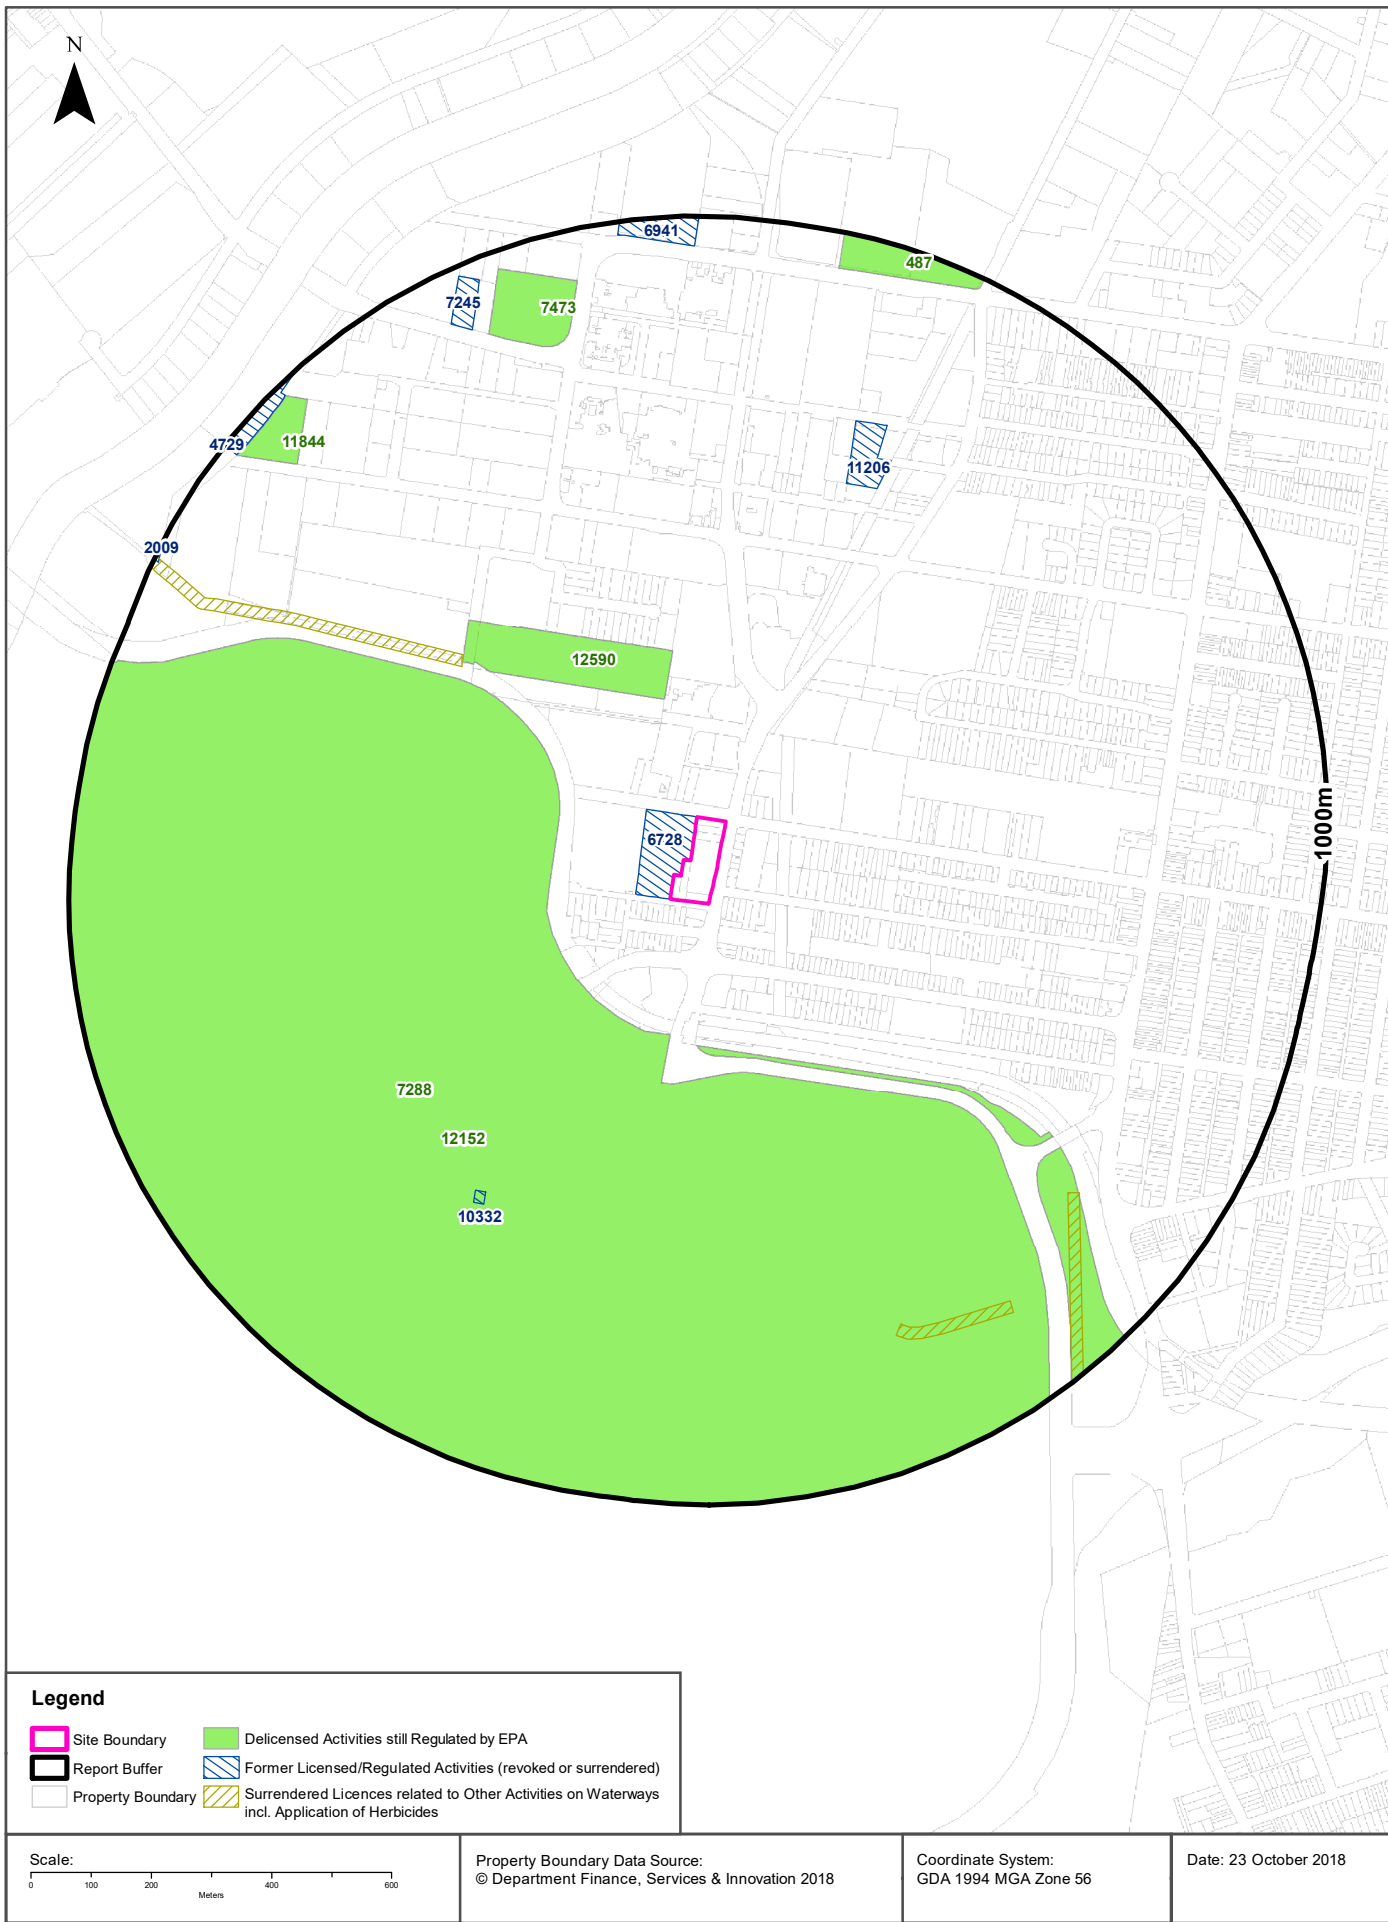 N
6941
487
7245
7473
4729
11844
11206
2009
12590
1000m
6728
7288
12152
10332
Legend
Site Boundary
Delicensed Activities still Regulated by EPA
Report Buffer
Former Licensed/Regulated Activities (revoked or surrendered)
Property Boundary
Surrendered Licences related to Other Activities on Waterways
incl. Application of Herbicides
Scale:
0 100 200 400 600
Meters
Property Boundary Data Source:
© Department Finance, Services & Innovation 2018
Coordinate System:
GDA 1994 MGA Zone 56
Date: 23 October 2018